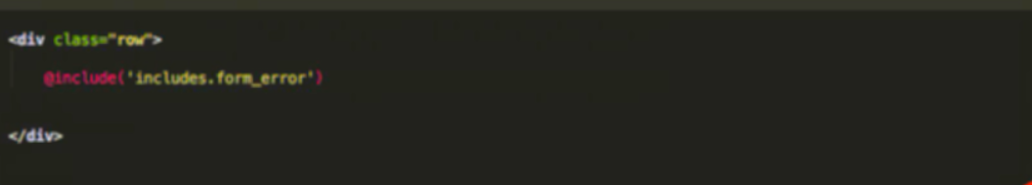 <div class="row">
@include('includes.form_error')
</div>